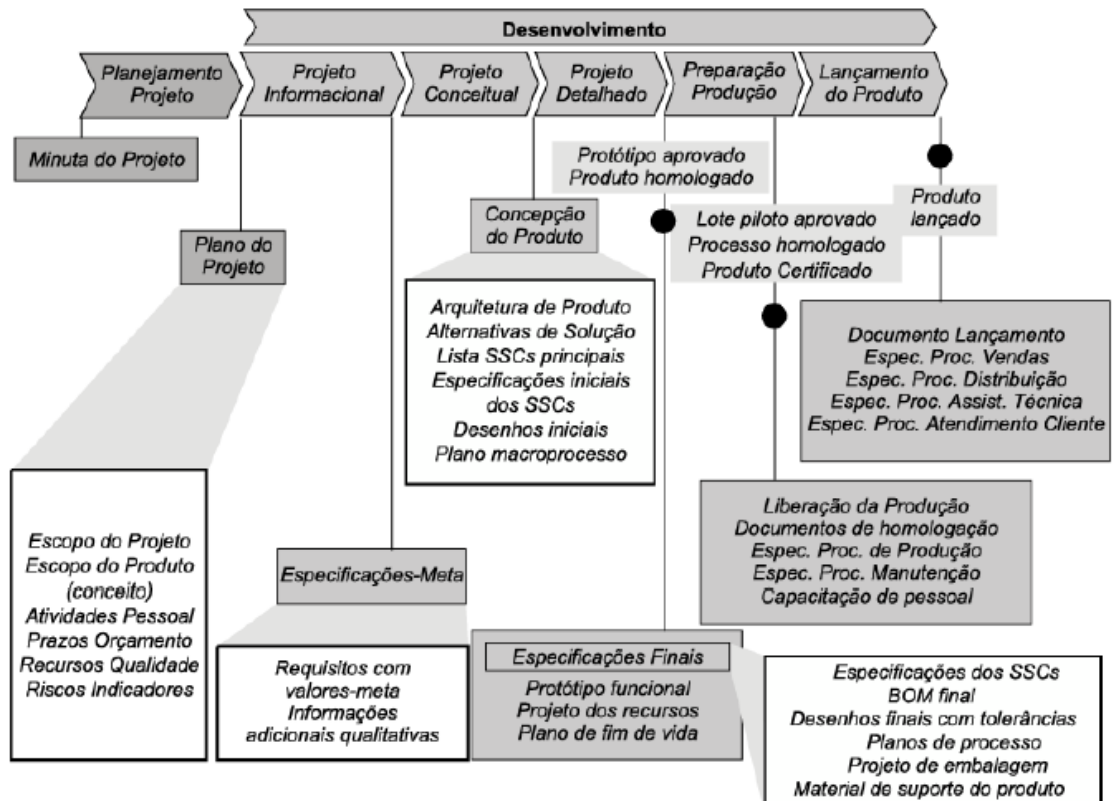 Desenvolvimento
Planejamento
Projeto
Projeto
Informacional
Projeto
Conceitual
Projeto
Detalhado
Preparação
Produção
Lançamento
do Produto
Minuta do Projeto
Protótipo aprovado
Produto homologado
Produto
lançado
Concepção
do Produto
Lote piloto aprovado
Processo homologado
Produto Certificado
Plano do
Projeto
Arquitetura de Produto
Alternativas de Solução
Lista SSCs principais
Especificações iniciais
dos SSCs
Desenhos iniciais
Plano macroprocesso
Documento Lançamento
Espec. Proc. Vendas
Espec. Proc. Distribuição
Espec. Proc. Assist. Técnica
Espec. Proc. Atendimento Cliente
Escopo do Projeto
Escopo do Produto
(conceito)
Atividades Pessoal
Prazos Orçamento
Recursos Qualidade
Riscos Indicadores
Especificações-Meta
Liberação da Produção
Documentos de homologação
Espec. Proc. de Produção
Espec. Proc. Manutenção
Capacitação de pessoal
Requisitos com
valores-meta
Informações
adicionais qualitativas
Especificações Finais
Protótipo funcional
Projeto dos recursos
Plano de fim de vida
Especificações dos SSCs
BOM final
Desenhos finais com tolerâncias
Planos de processo
Projeto de embalagem
Material de suporte do produto